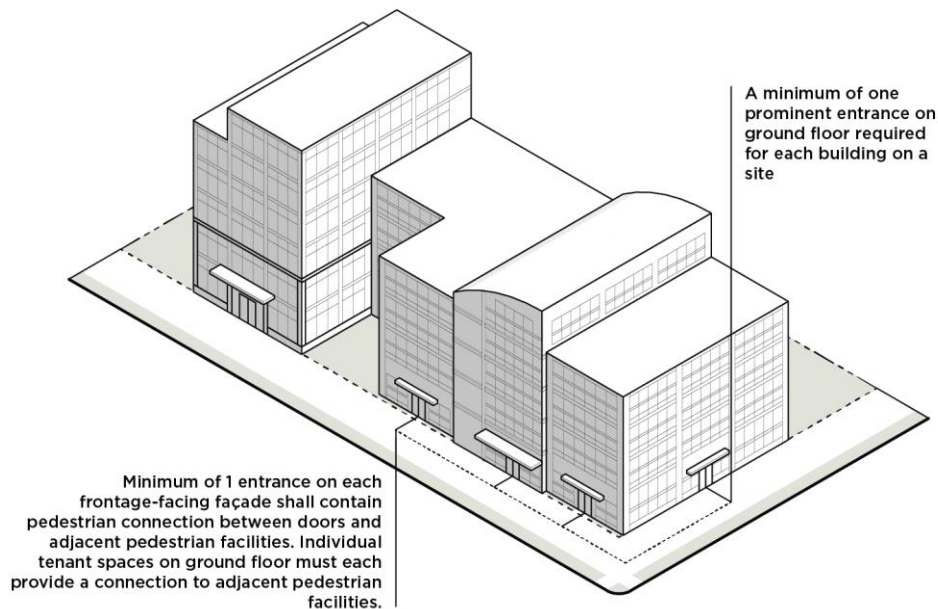 A minimum of one
prominent entrance on
ground floor required
for each building on a
site
Minimum of 1 entrance on each
frontage-facing façade shall contain
pedestrian connection between doors and
adjacent pedestrian facilities. Individual
tenant spaces on ground floor must each
provide a connection to adjacent pedestrian
facilities.